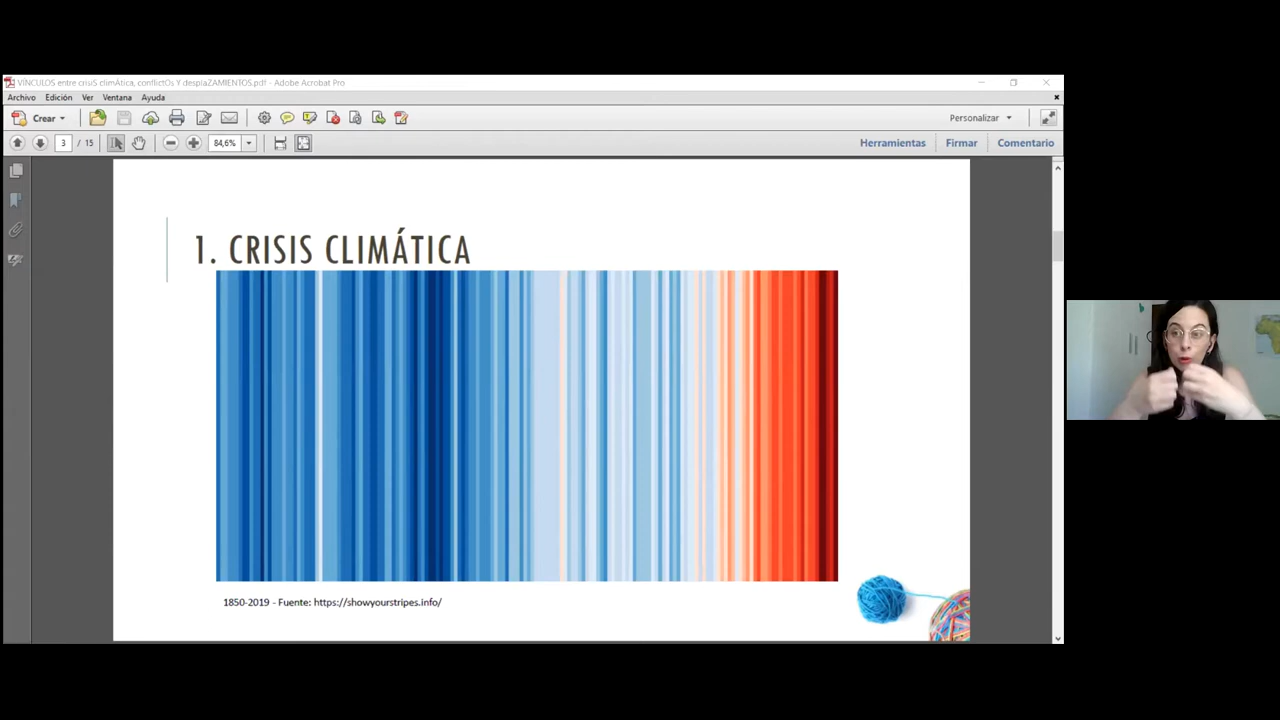 VÍNCULOS entre crisiS climÁtica, conflictOs Y desplaZAMIENTOS.pdf - Adobe Acrobat Pro
Archivo Edición Ver Ventana Ayuda
Crear Personalizar
3 / 15 84,6% Herramientas Firmar Comentario
1. CRISIS CLIMÁTICA
1850-2019 - Fuente: https://showyourstripes.info/